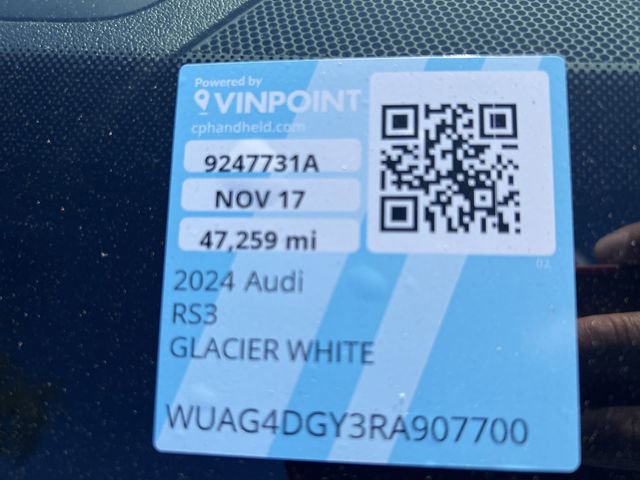 Powered by
VINPOINT
cphandheld.com
9247731A
NOV 17
47,259 mi
2024 Audi
RS3
GLACIER WHITE
WUAG4DGY3RA907700